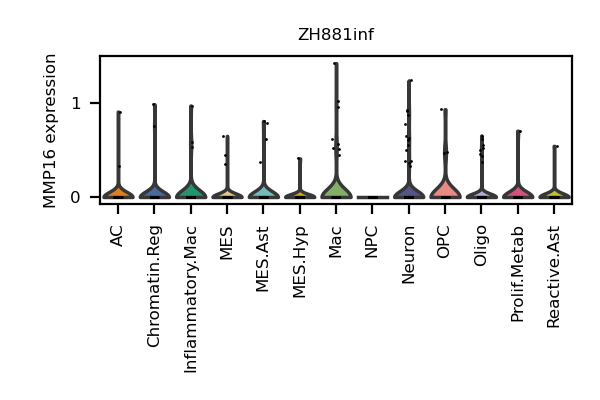 ZH881inf
MMP16 expression
1
0
AC
Chromatin.Reg
Inflammatory.Mac
MES
MES.Ast
MES.Hyp
Mac
NPC
Neuron
OPC
Oligo
Prolif.Metab
Reactive.Ast